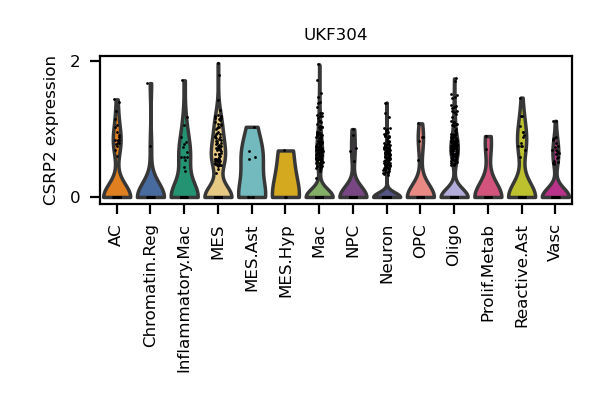 UKF304
CSRP2 expression
2
0
AC
Chromatin.Reg
Inflammatory.Mac
MES
MES.Ast
MES.Hyp
Mac
NPC
Neuron
OPC
Oligo
Prolif.Metab
Reactive.Ast
Vasc